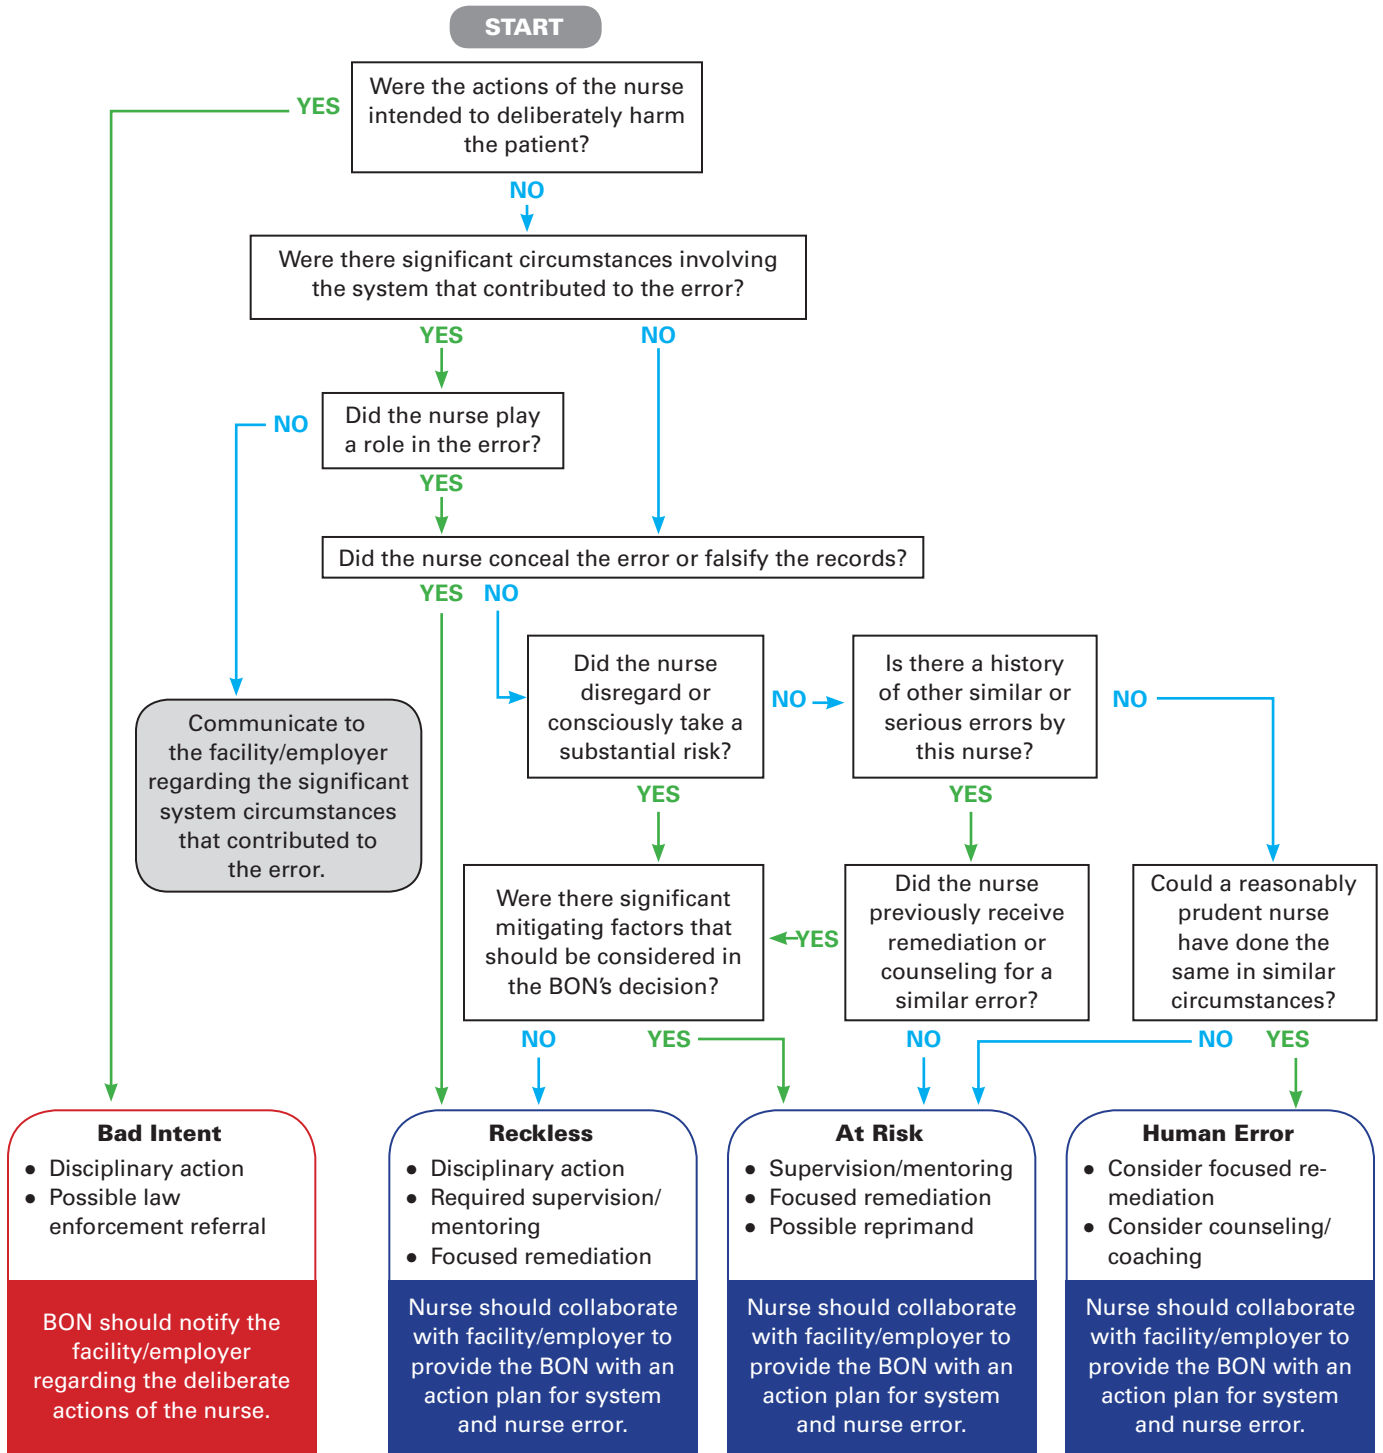 START
Were the actions of the nurse
intended to deliberately harm
the patient?
YES
NO
Were there significant circumstances involving
the system that contributed to the error?
YES
NO
Did the nurse play
a role in the error?
NO
YES
Did the nurse conceal the error or falsify the records?
YES
NO
Communicate to
the facility/employer
regarding the significant
system circumstances
that contributed to
the error.
Did the nurse
disregard or
consciously take a
substantial risk?
NO
YES
Is there a history
of other similar or
serious errors by
this nurse?
NO
YES
Were there significant
mitigating factors that
should be considered in
the BON's decision?
YES
Did the nurse
previously receive
remediation or
counseling for a
similar error?
Could a reasonably
prudent nurse
have done the
same in similar
circumstances?
NO
YES
NO
NO
YES
Bad Intent
● Disciplinary action
● Possible law
enforcement referral
BON should notify the
facility/employer
regarding the deliberate
actions of the nurse.
Reckless
● Disciplinary action
● Required supervision/
mentoring
● Focused remediation
Nurse should collaborate
with facility/employer to
provide the BON with an
action plan for system
and nurse error.
At Risk
● Supervision/mentoring
● Focused remediation
● Possible reprimand
Nurse should collaborate
with facility/employer to
provide the BON with an
action plan for system
and nurse error.
Human Error
● Consider focused re-
mediation
● Consider counseling/
coaching
Nurse should collaborate
with facility/employer to
provide the BON with an
action plan for system
and nurse error.